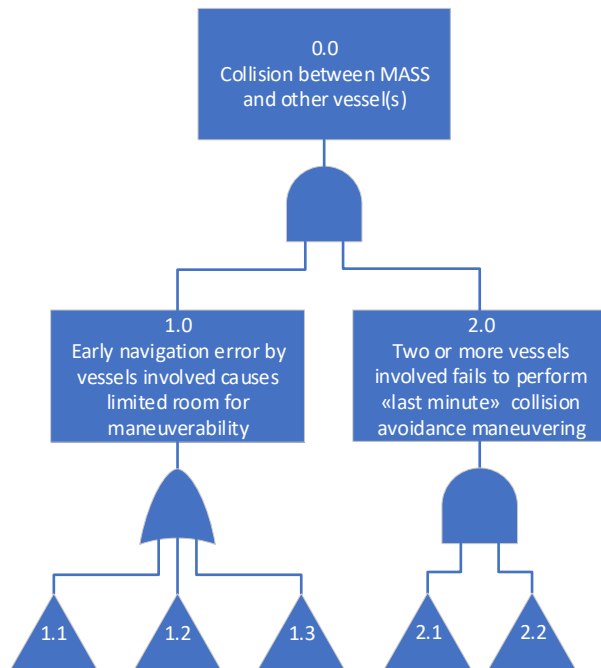 0.0
Collision between MASS
and other vessel(s)
1.0
Early navigation error by
vessels involved causes
limited room for
maneuverability
2.0
Two or more vessels
involved fails to perform
«last minute» collision
avoidance maneuvering
1.1
1.2
1.3
2.1
2.2